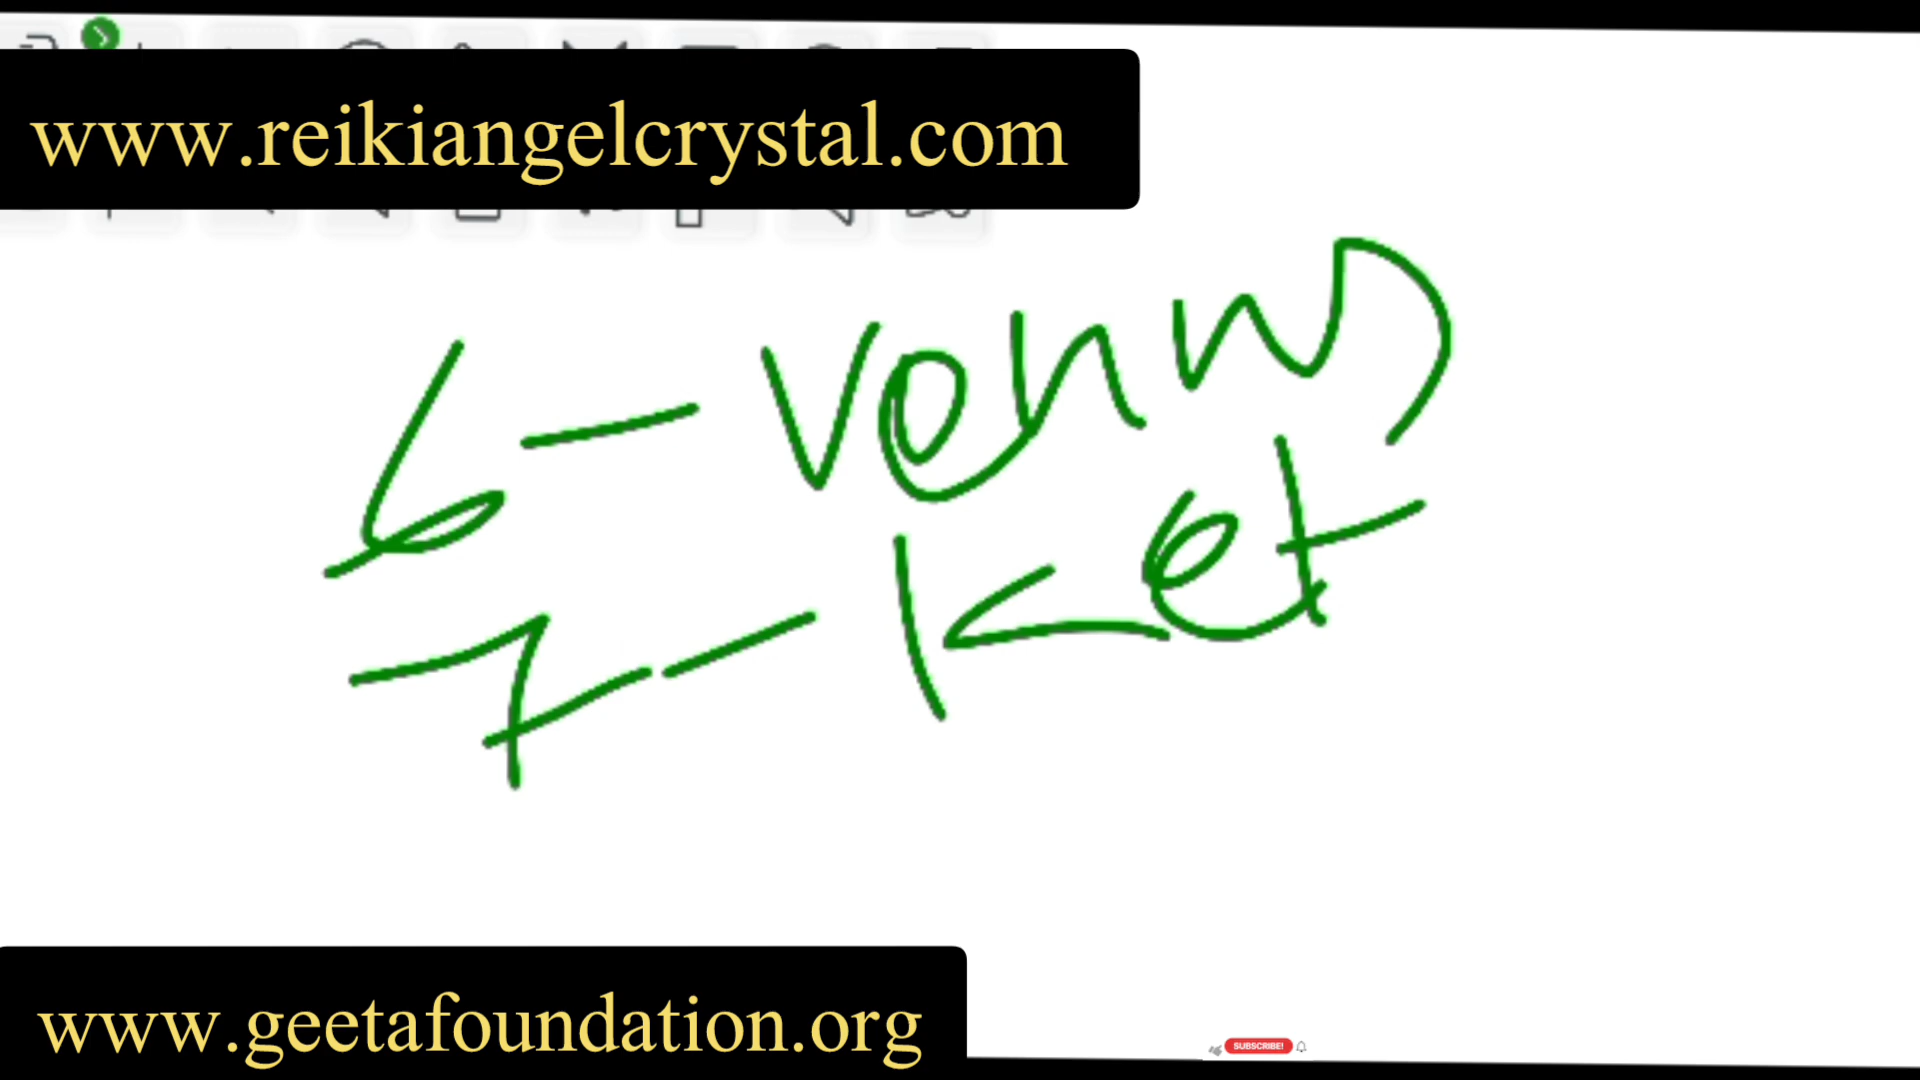 www.reikiangelcrystal.com
6 - venus
7 - ket
www.geetafoundation.org
SUBSCRIBE!